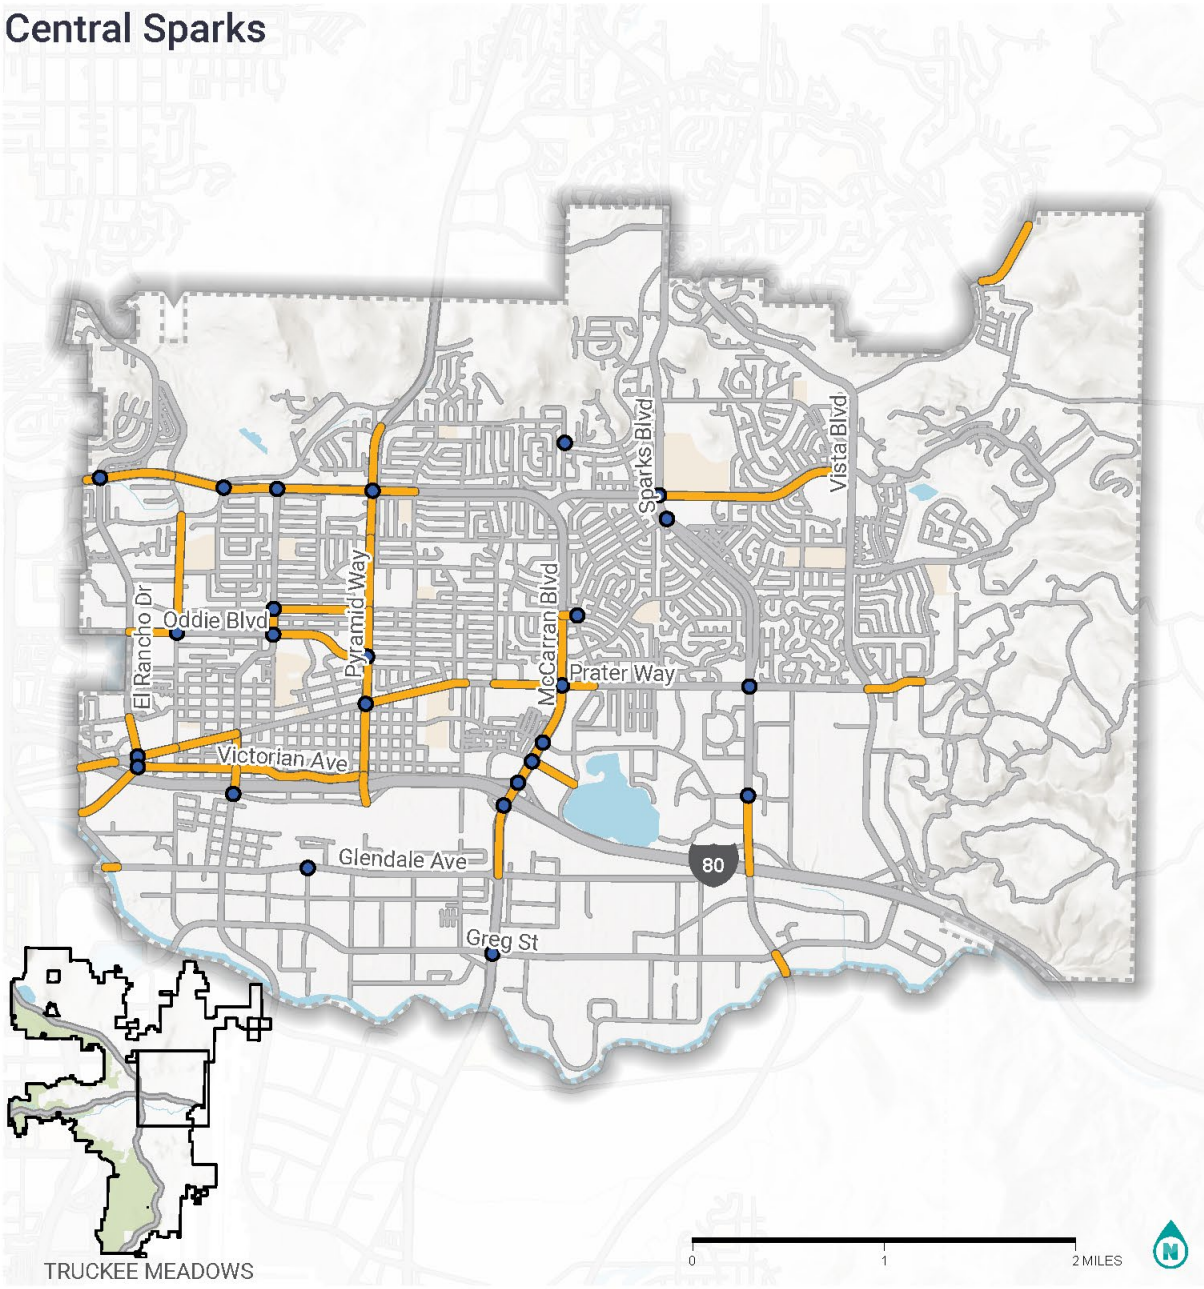 Central Sparks
Sparks Blvd
Vista Blvd
El Rancho Dr
Oddie Blvd
Pyramid Way
McCarran Blvd
Prater Way
Victorian Ave
Glendale Ave
80
Greg St
TRUCKEE MEADOWS
0 1 2 MILES
N